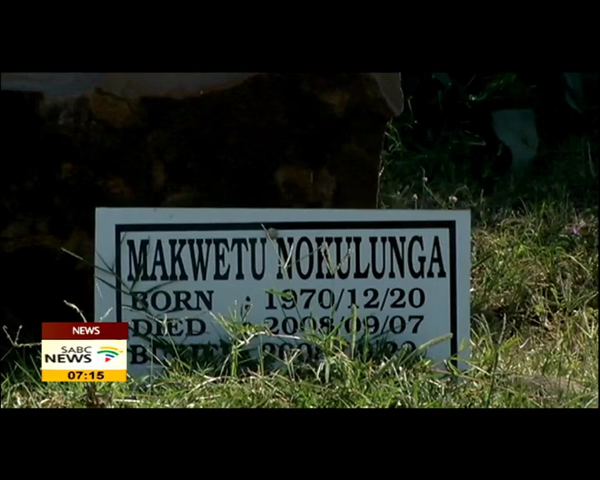 MAKWETU NOKULUNGA
BORN : 1970/12/20
DIED : 2008/09/07
NEWS
SABC
NEWS
07:15